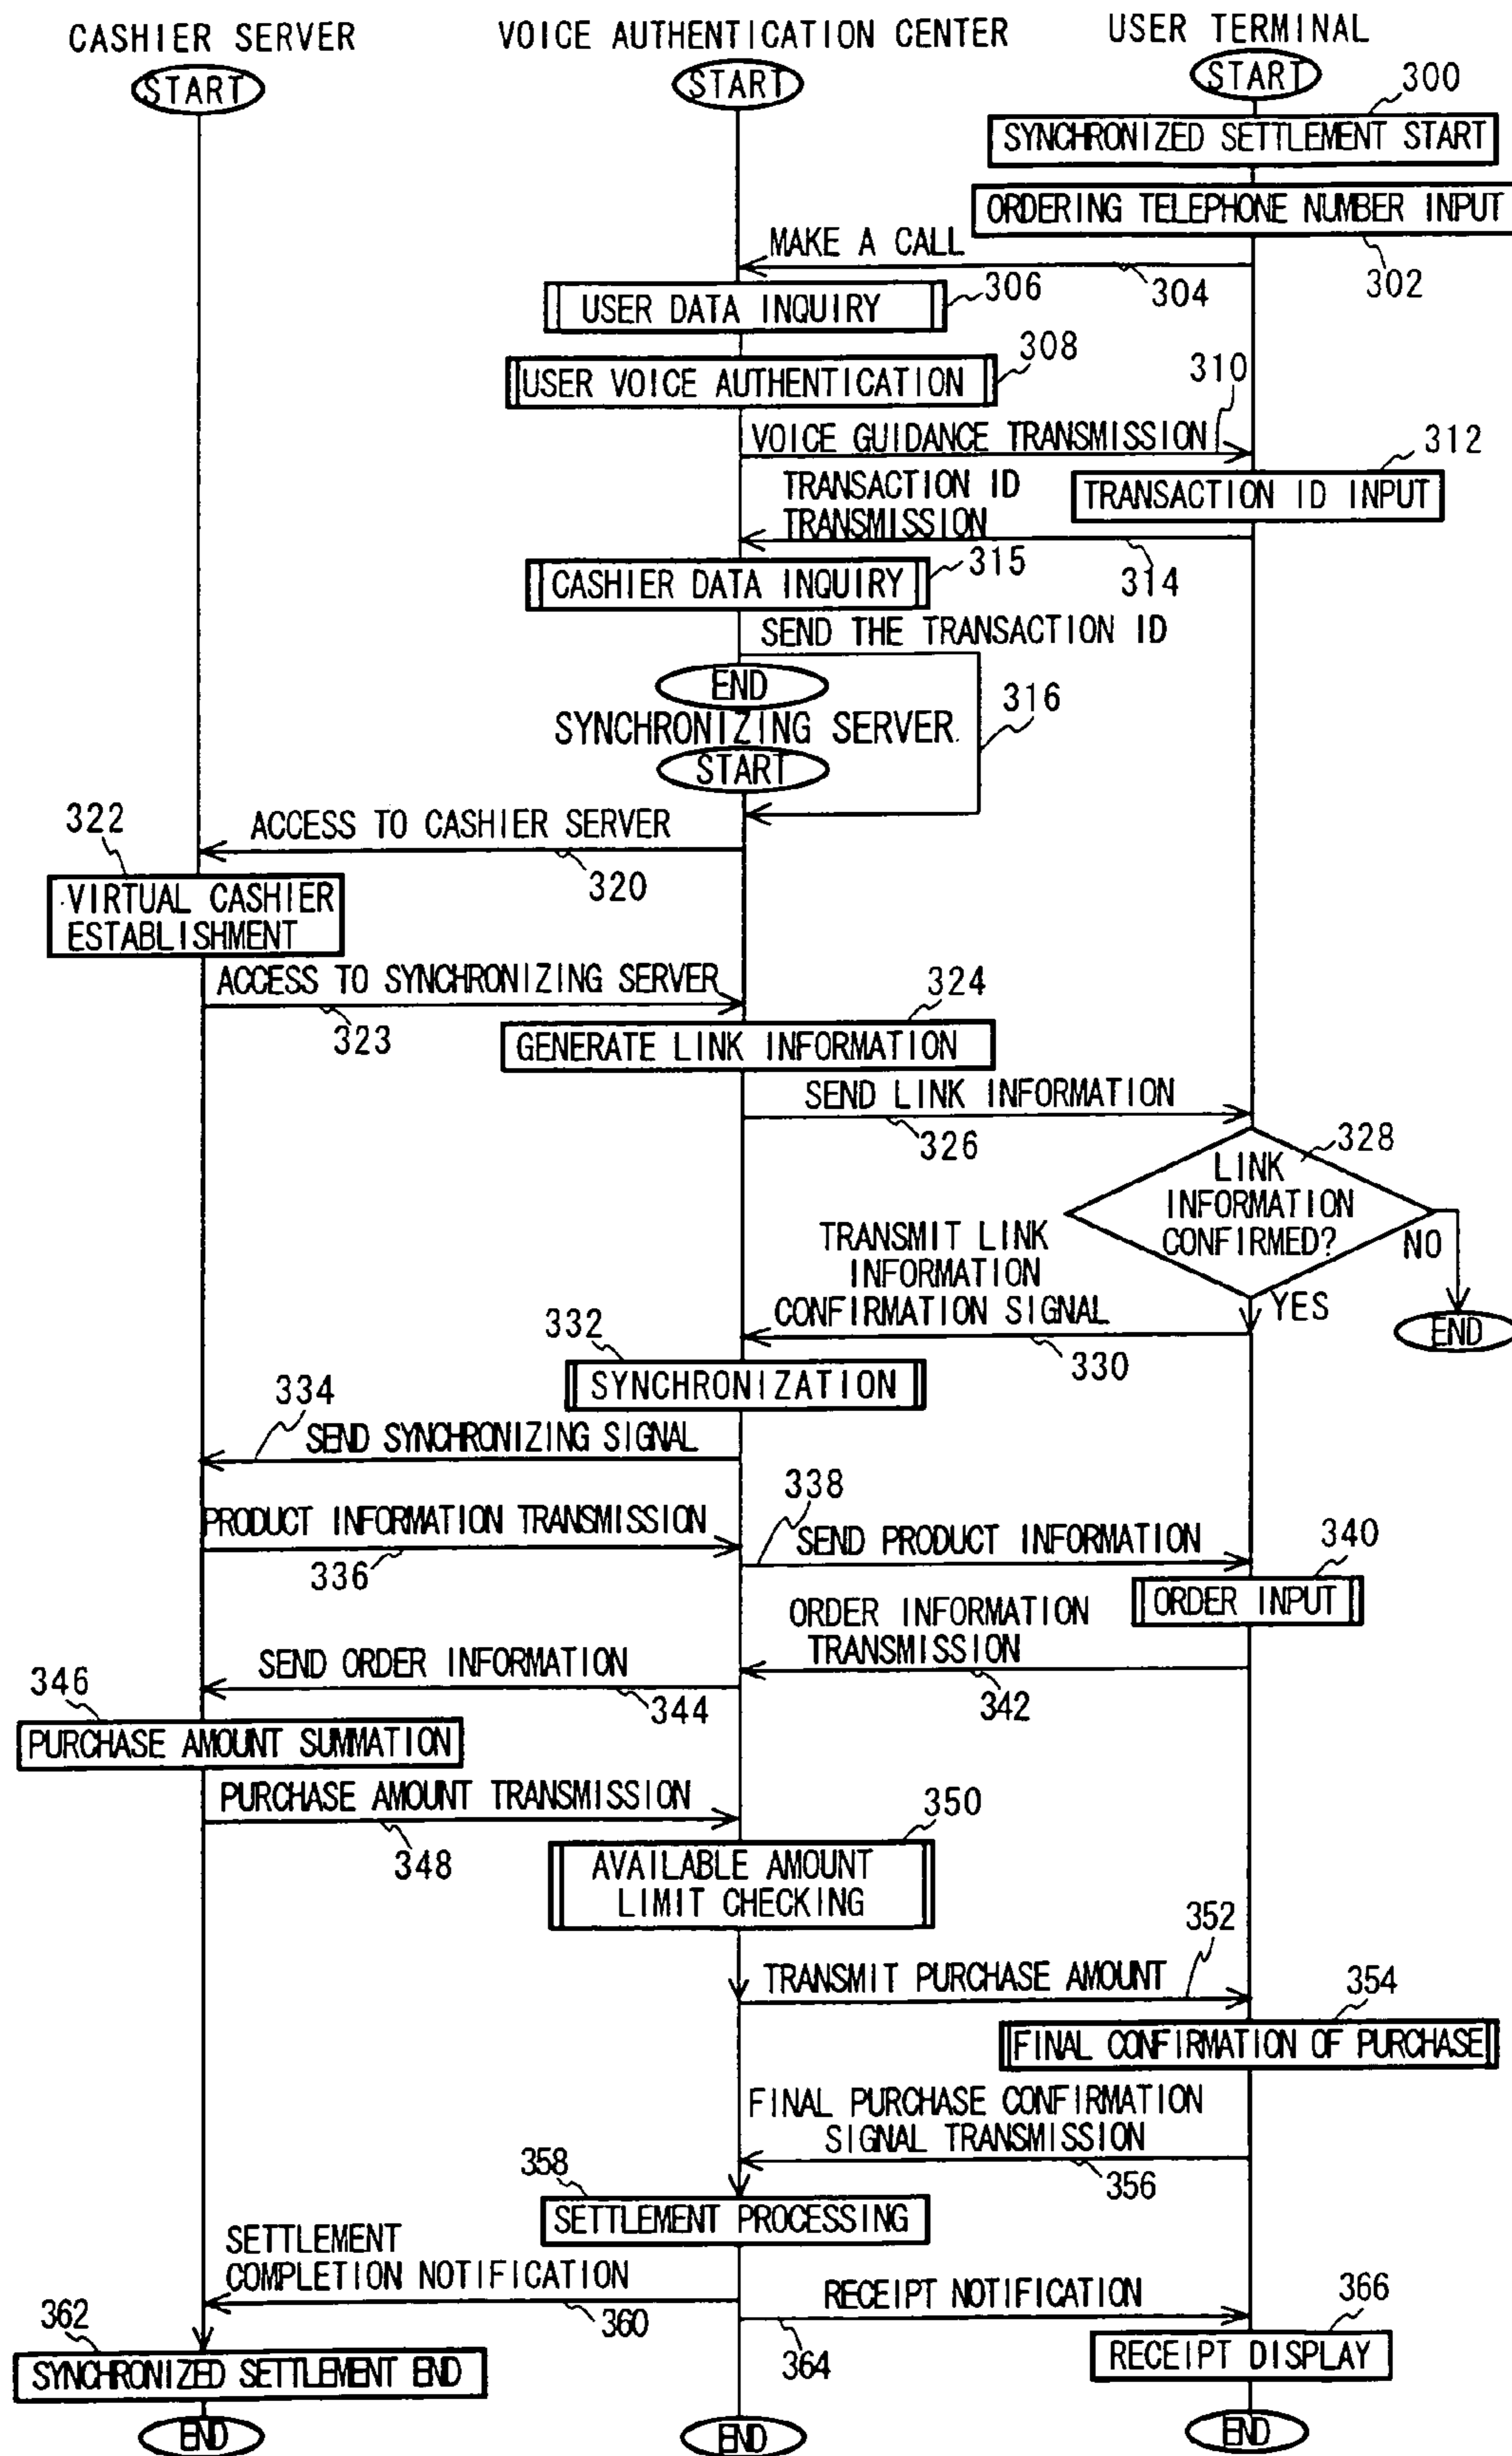 CASHIER SERVER
VOICE AUTHENTICATION CENTER
USER TERMINAL
START
START
START
300
SYNCHRONIZED SETTLEMENT START
ORDERING TELEPHONE NUMBER INPUT
302
MAKE A CALL
304
USER DATA INQUIRY
306
USER VOICE AUTHENTICATION
308
310
VOICE GUIDANCE TRANSMISSION
312
TRANSACTION ID INPUT
TRANSACTION ID
TRANSMISSION
314
CASHIER DATA INQUIRY
315
SEND THE TRANSACTION ID
END
316
SYNCHRONIZING SERVER
START
ACCESS TO CASHIER SERVER
320
322
VIRTUAL CASHIER
ESTABLISHMENT
ACCESS TO SYNCHRONIZING SERVER
323
324
GENERATE LINK INFORMATION
SEND LINK INFORMATION
326
328
LINK
INFORMATION
CONFIRMED?
NO
YES
END
TRANSMIT LINK
INFORMATION
CONFIRMATION SIGNAL
330
332
SYNCHRONIZATION
334
SEND SYNCHRONIZING SIGNAL
PRODUCT INFORMATION TRANSMISSION
336
338
SEND PRODUCT INFORMATION
340
ORDER INPUT
ORDER INFORMATION
TRANSMISSION
342
SEND ORDER INFORMATION
344
346
PURCHASE AMOUNT SUMMATION
PURCHASE AMOUNT TRANSMISSION
348
350
AVAILABLE AMOUNT
LIMIT CHECKING
352
TRANSMIT PURCHASE AMOUNT
354
FINAL CONFIRMATION OF PURCHASE
FINAL PURCHASE CONFIRMATION
SIGNAL TRANSMISSION
356
358
SETTLEMENT PROCESSING
SETTLEMENT
COMPLETION NOTIFICATION
360
RECEIPT NOTIFICATION
364
362
SYNCHRONIZED SETTLEMENT END
366
RECEIPT DISPLAY
END
END
END